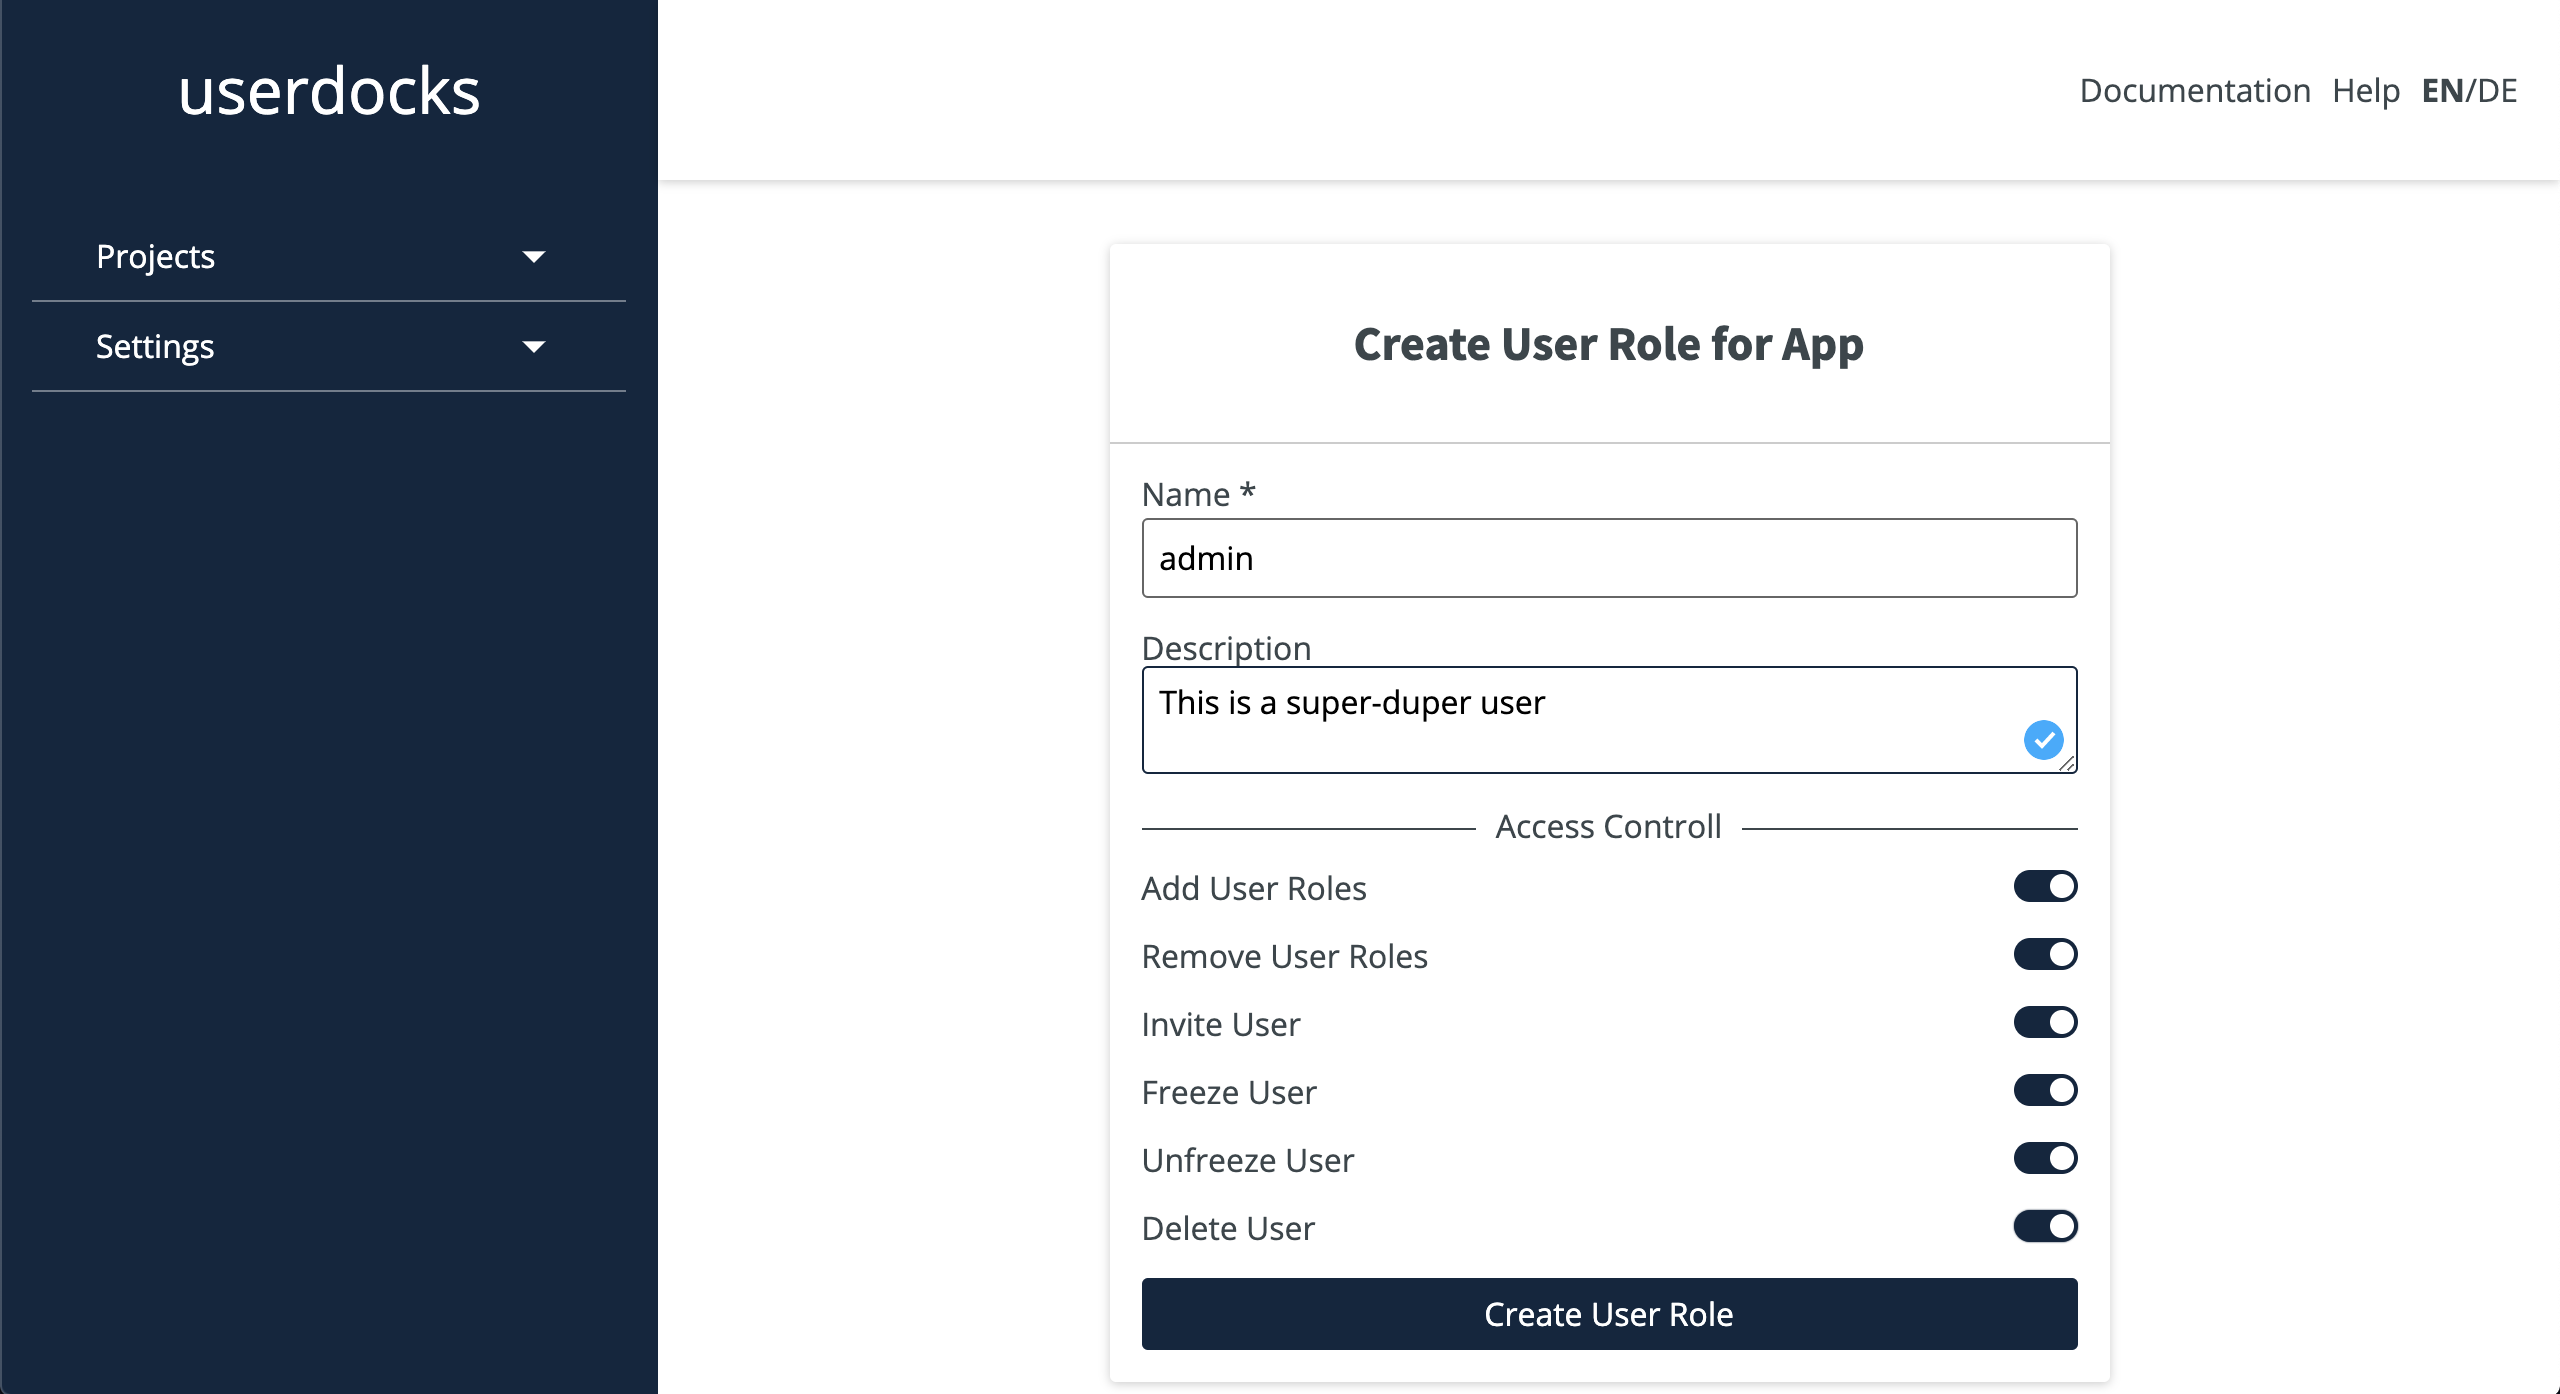 userdocks
Documentation Help EN/DE
Projects
Settings
Create User Role for App
Name *
admin
Description
This is a super-duper user
Access Controll
Add User Roles
Remove User Roles
Invite User
Freeze User
Unfreeze User
Delete User
Create User Role